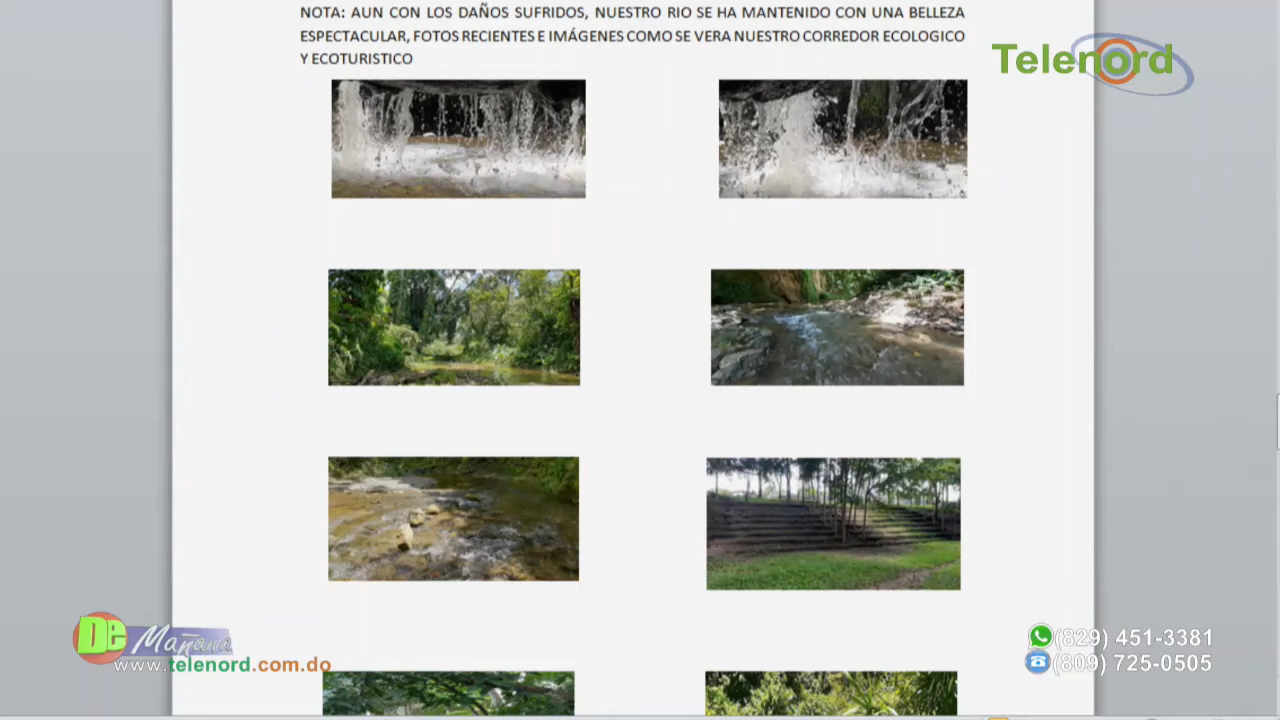 NOTA: AUN CON LOS DAÑOS SUFRIDOS, NUESTRO RIO SE HA MANTENIDO CON UNA BELLEZA
ESPECTACULAR, FOTOS RECIENTES E IMÁGENES COMO SE VERA NUESTRO CORREDOR ECOLOGICO
Y ECOTURISTICO
Telenord
De Mañana
www.telenord.com.do
(829) 451-3381
(809) 725-0505